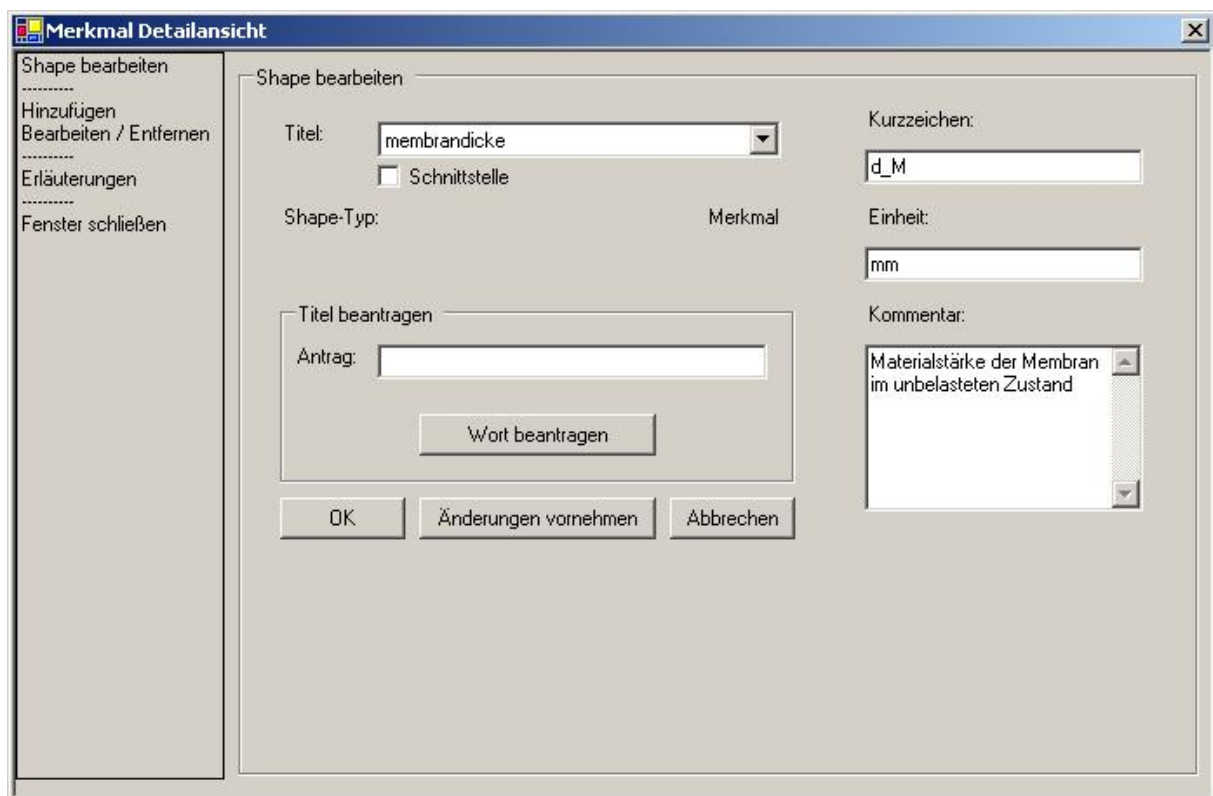 Merkmal Detailansicht
Shape bearbeiten
----------
Hinzufügen
Bearbeiten / Entfernen
----------
Erläuterungen
----------
Fenster schließen
Shape bearbeiten
Titel:
membrandicke
Schnittstelle
Shape-Typ:
Merkmal
Titel beantragen
Antrag:
Wort beantragen
OK
Änderungen vornehmen
Abbrechen
Kurzzeichen:
d_M
Einheit:
mm
Kommentar:
Materialstärke der Membran
im unbelasteten Zustand